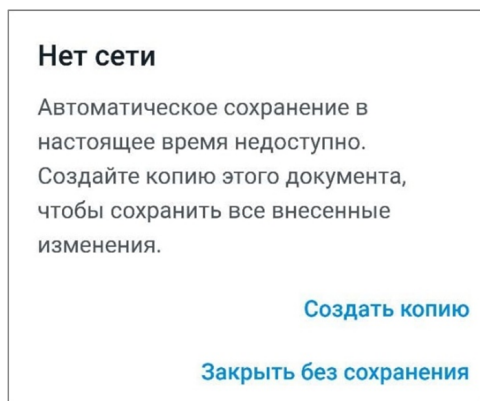 Нет сети
Автоматическое сохранение в
настоящее время недоступно.
Создайте копию этого документа,
чтобы сохранить все внесенные
изменения.
Создать копию
Закрыть без сохранения